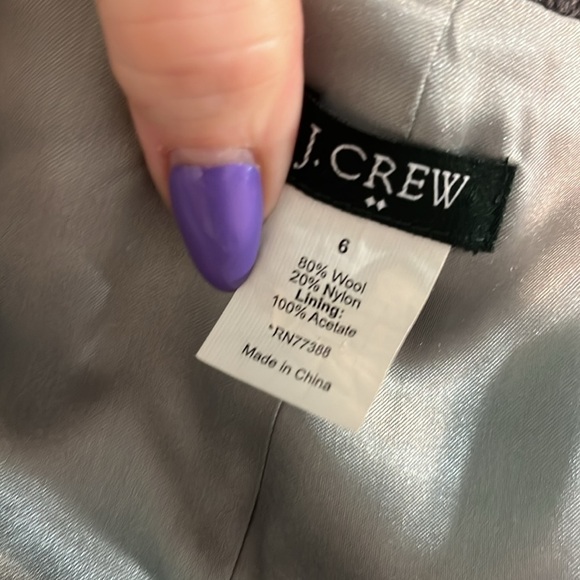 J.CREW
6
80% Wool
20% Nylon
Lining:
100% Acetate
*RN77388
Made in China